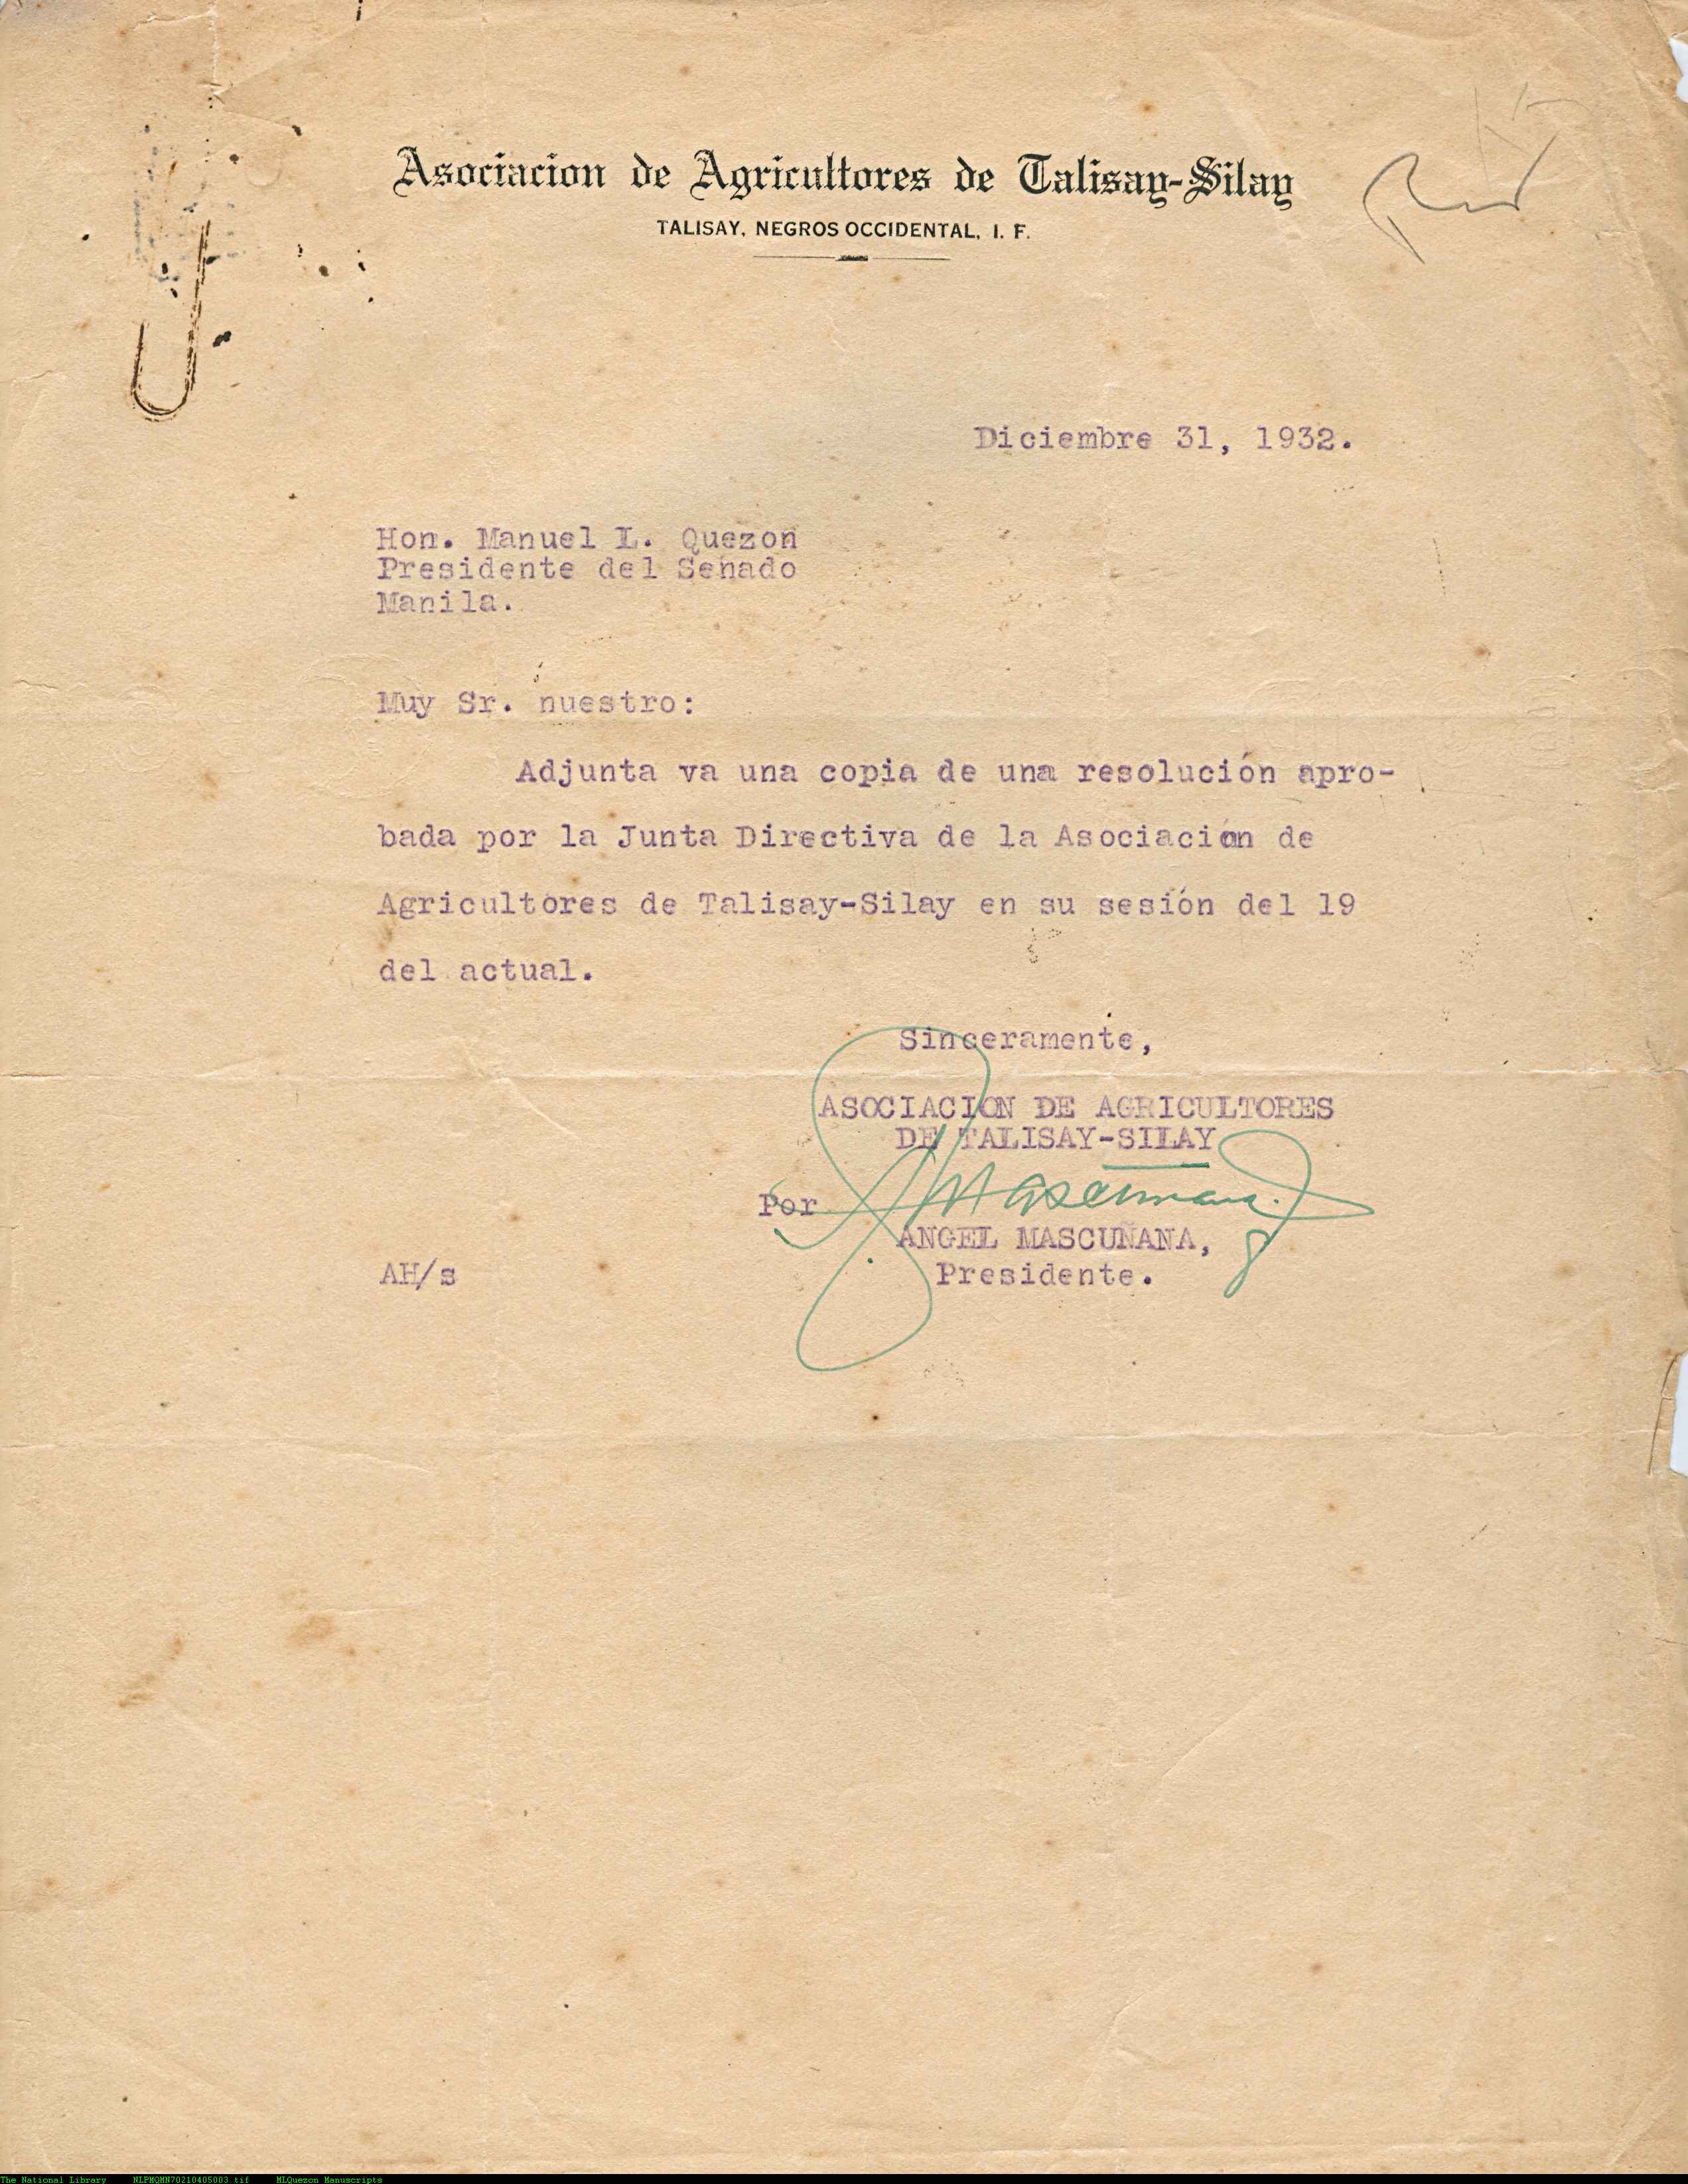 Asociacion de Agricultores de Talisay-Silay
TALISAY, NEGROS OCCIDENTAL, I. F.
Diciembre 31, 1932.
Hon. Manuel L. Quezon
Presidente del Senado
Manila.
Muy Sr. nuestro:
Adjunta va una copia de una resolución apro-
bada por la Junta Directiva de la Asociación de
Agricultores de Talisay-Silay en su sesión del 19
del actual.
Sinceramente,
ASOCIACION DE AGRICULTORES
DE TALISAY-SILAY
Por
ANGEL MASCUÑANA,
AH/s Presidente.
The National Library NLPMQMN70210405003.tif MLQuezon Manuscripts